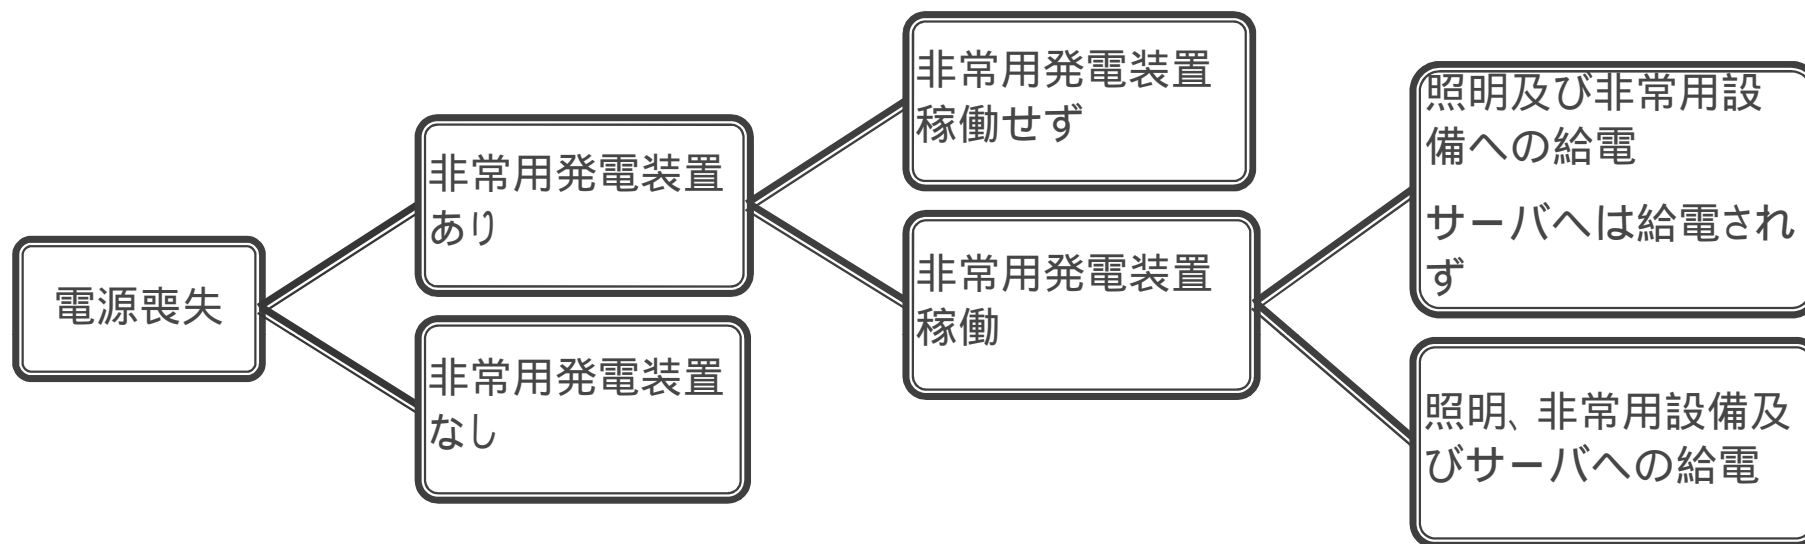 電源喪失
非常用発電装置
あり
非常用発電装置
なし
非常用発電装置
稼働せず
非常用発電装置
稼働
照明及び非常用設
備への給電
サーバへは給電され
ず
照明、非常用設備及
びサーバへの給電